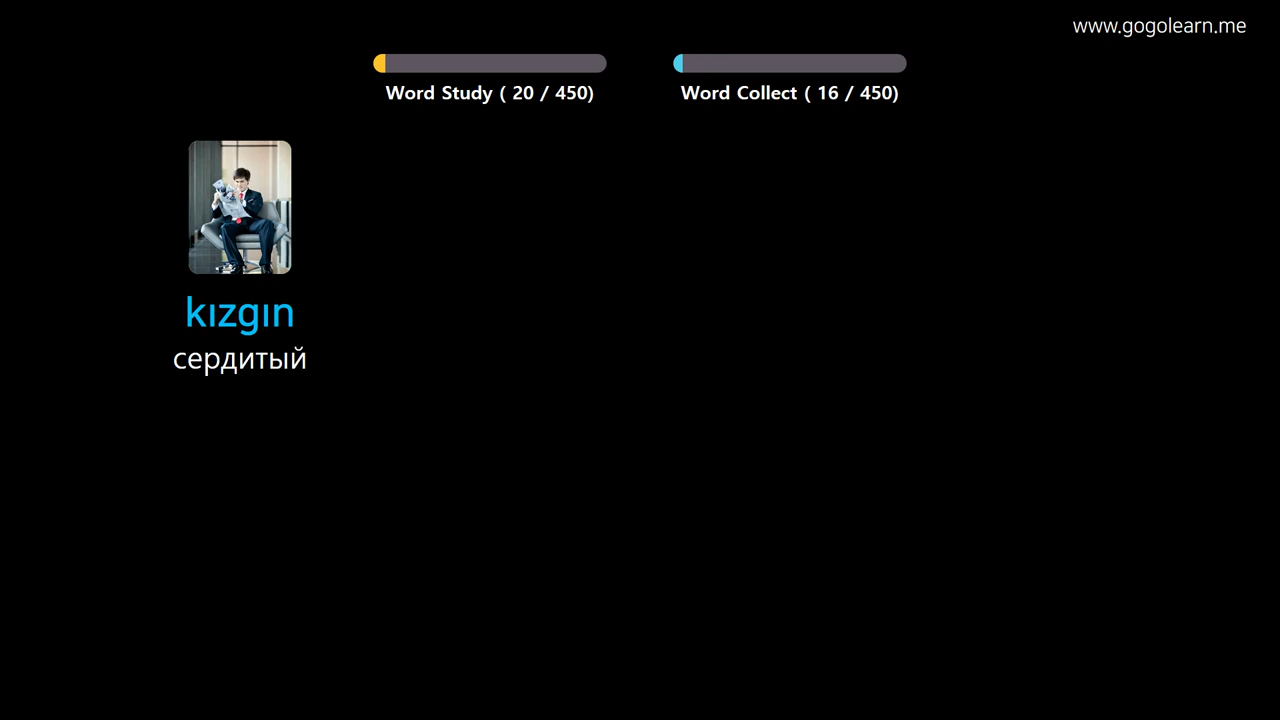 www.gogolearn.me
Word Study ( 20 / 450)
Word Collect ( 16 / 450)
kızgın
сердитый